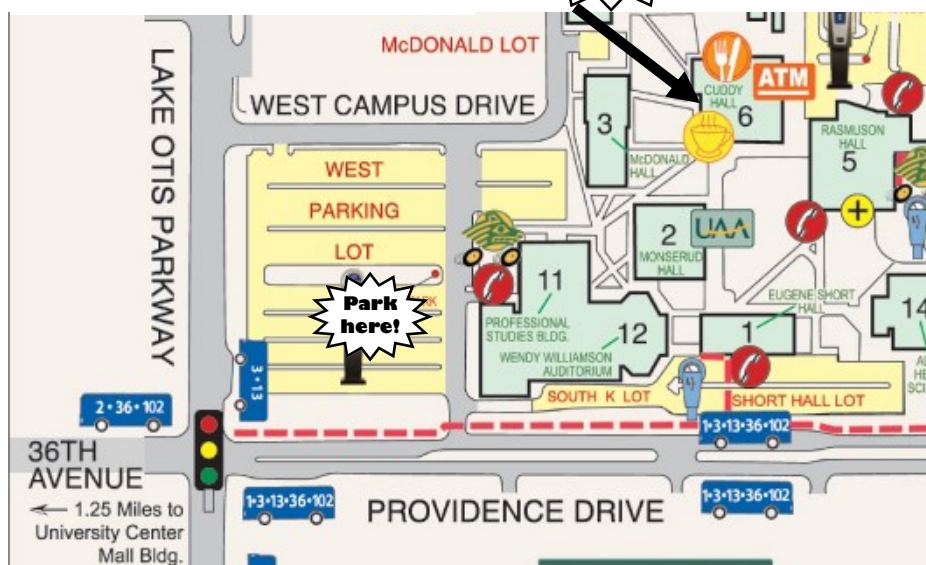 McDONALD LOT
WEST CAMPUS DRIVE
LAKE OTIS PARKWAY
WEST
PARKING
LOT
Park
here!
3
McDONALD
HALL
CUDDY
HALL
6
ATM
RASMUSON
HALL
5
2
MONSERUD
HALL
UAA
11
PROFESSIONAL
STUDIES BLDG.
12
WENDY WILLIAMSON
AUDITORIUM
EUGENE SHORT
HALL
1
14
SOUTH K LOT
SHORT HALL LOT
3•13
2•36•102
1•3•13•36•102
36TH
AVENUE
← 1.25 Miles to
University Center
Mall Bldg.
1•3•13•36•102
PROVIDENCE DRIVE
1•3•13•36•102